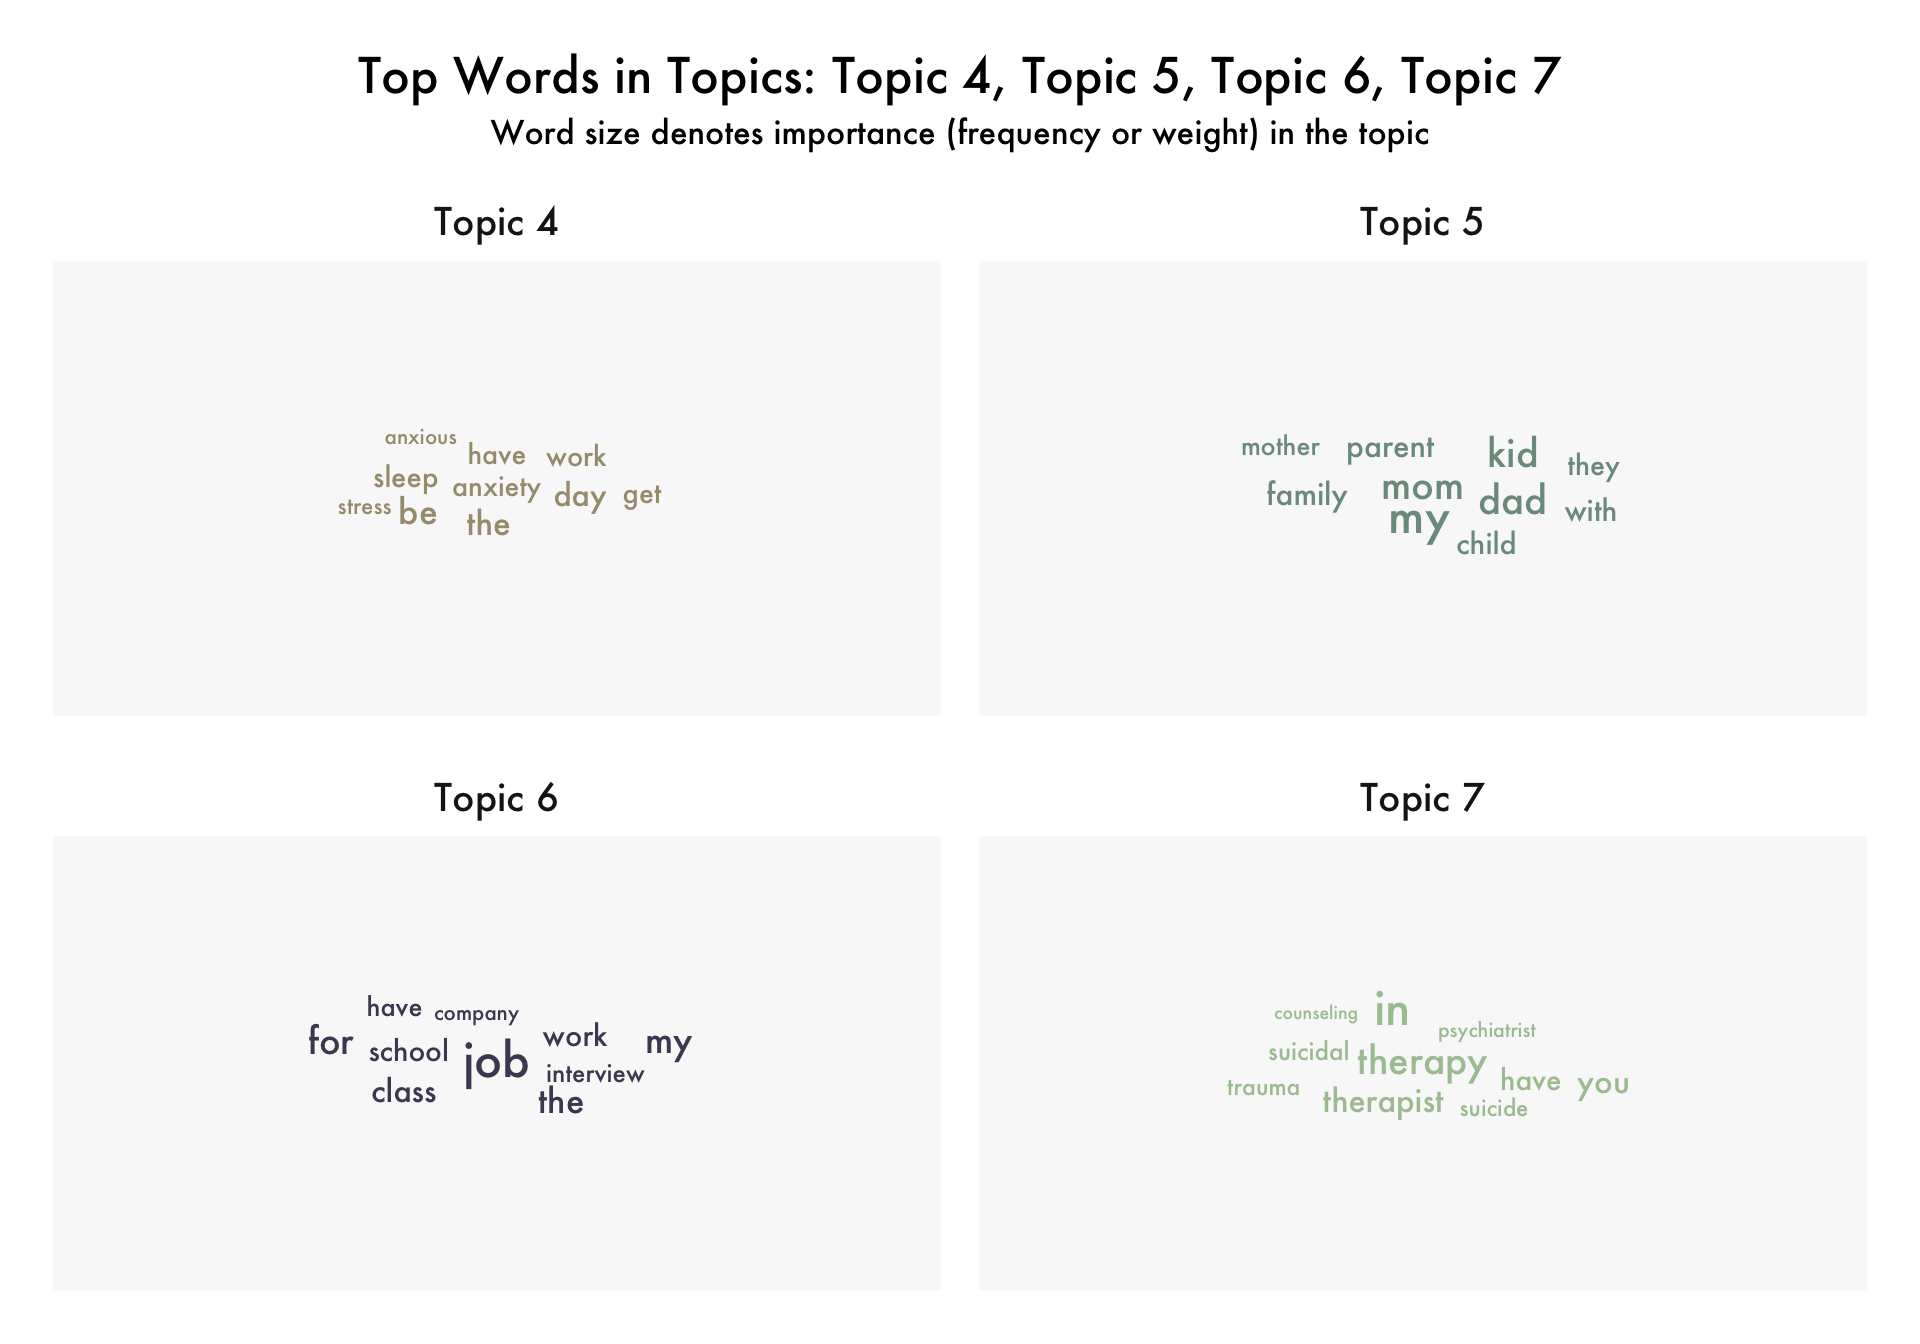 Top Words in Topics: Topic 4, Topic 5, Topic 6, Topic 7
Word size denotes importance (frequency or weight) in the topic
Topic 4
anxious
have work
sleep anxiety day get
stress be the
Topic 5
mother parent kid they
family mom dad with
my child
Topic 6
have company
for school job work my
class interview
the
Topic 7
counseling in psychiatrist
suicidal therapy have you
trauma therapist suicide